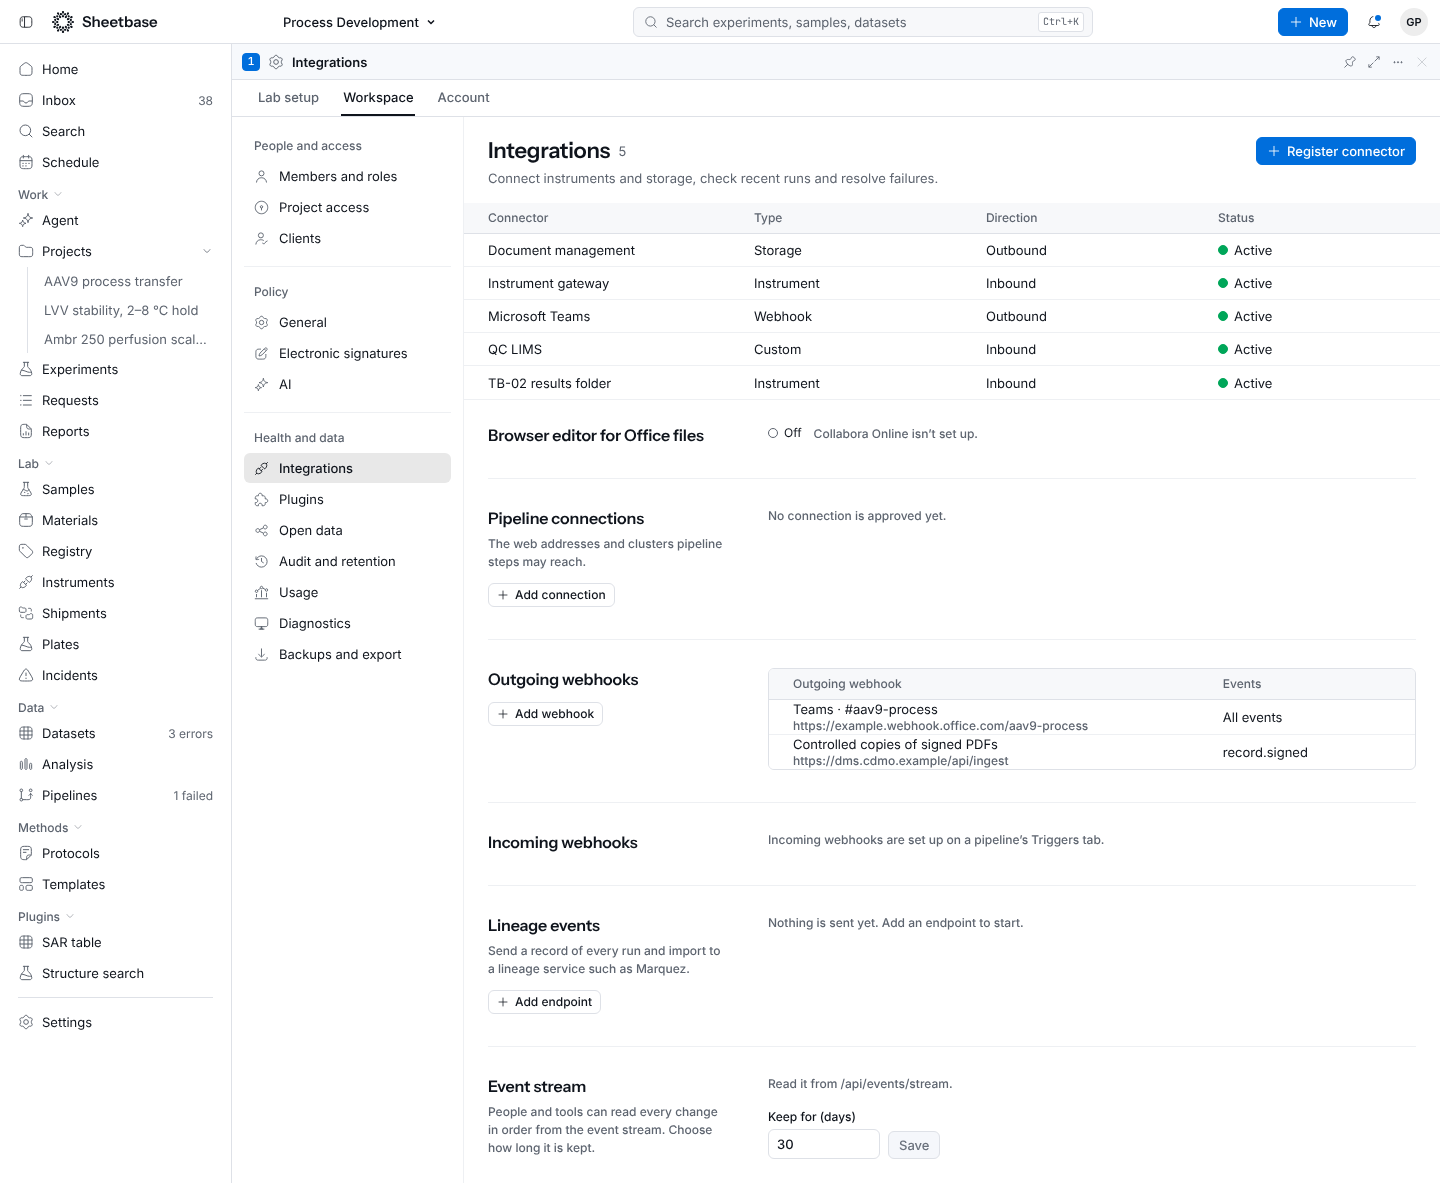 Sheetbase
Process Development
Search experiments, samples, datasets
Ctrl+K
New
GP
Home
Inbox 38
Search
Schedule
Work
Agent
Projects
AAV9 process transfer
LVV stability, 2–8 °C hold
Ambr 250 perfusion scal...
Experiments
Requests
Reports
Lab
Samples
Materials
Registry
Instruments
Shipments
Plates
Incidents
Data
Datasets 3 errors
Analysis
Pipelines 1 failed
Methods
Protocols
Templates
Plugins
SAR table
Structure search
Settings
1 Integrations
Lab setup Workspace Account
People and access
Members and roles
Project access
Clients
Policy
General
Electronic signatures
AI
Health and data
Integrations
Plugins
Open data
Audit and retention
Usage
Diagnostics
Backups and export
Integrations 5
Register connector
Connect instruments and storage, check recent runs and resolve failures.
Connector Type Direction Status
Document management Storage Outbound Active
Instrument gateway Instrument Inbound Active
Microsoft Teams Webhook Outbound Active
QC LIMS Custom Inbound Active
TB-02 results folder Instrument Inbound Active
Browser editor for Office files
Off Collabora Online isn’t set up.
Pipeline connections
The web addresses and clusters pipeline
steps may reach.
Add connection
No connection is approved yet.
Outgoing webhooks
Add webhook
Outgoing webhook Events
Teams · #aav9-process
https://example.webhook.office.com/aav9-process
All events
Controlled copies of signed PDFs
https://dms.cdmo.example/api/ingest
record.signed
Incoming webhooks
Incoming webhooks are set up on a pipeline’s Triggers tab.
Lineage events
Send a record of every run and import to
a lineage service such as Marquez.
Add endpoint
Nothing is sent yet. Add an endpoint to start.
Event stream
People and tools can read every change
in order from the event stream. Choose
how long it is kept.
Read it from /api/events/stream.
Keep for (days)
30
Save